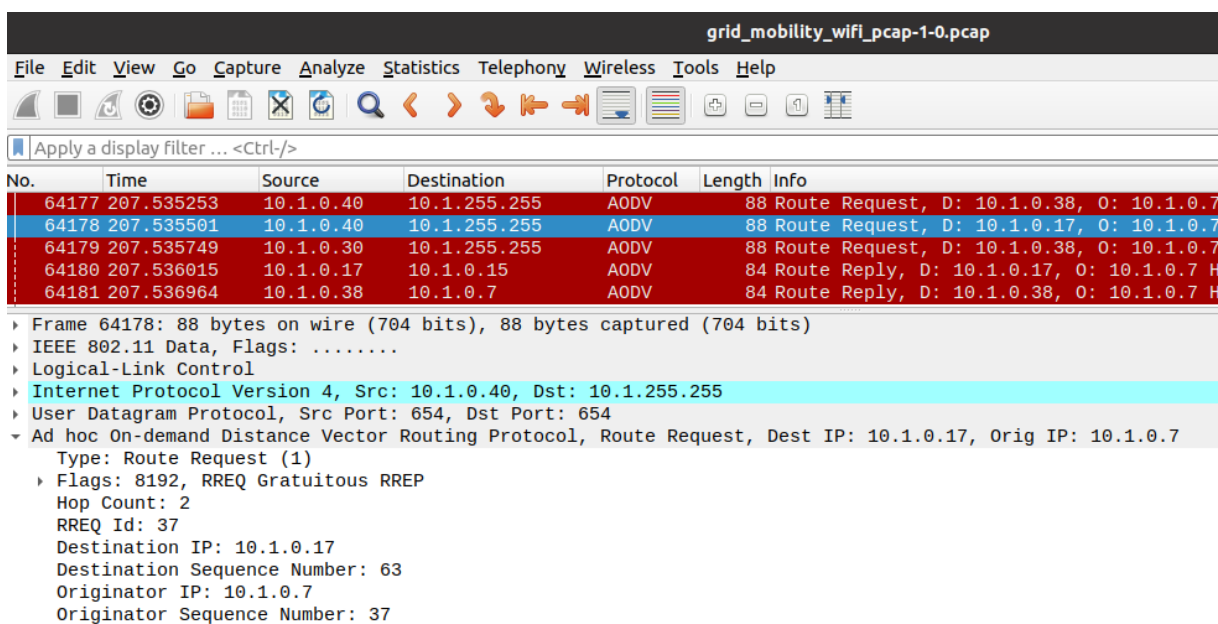 grid_mobility_wifi_pcap-1-0.pcap
File Edit View Go Capture Analyze Statistics Telephony Wireless Tools Help
Apply a display filter … <Ctrl-/>
No. Time Source Destination Protocol Length Info
64177 207.535253 10.1.0.40 10.1.255.255 AODV 88 Route Request, D: 10.1.0.38, O: 10.1.0.7
64178 207.535501 10.1.0.40 10.1.255.255 AODV 88 Route Request, D: 10.1.0.17, O: 10.1.0.7
64179 207.535749 10.1.0.30 10.1.255.255 AODV 88 Route Request, D: 10.1.0.38, O: 10.1.0.7
64180 207.536015 10.1.0.17 10.1.0.15 AODV 84 Route Reply, D: 10.1.0.17, O: 10.1.0.7 H
64181 207.536964 10.1.0.38 10.1.0.7 AODV 84 Route Reply, D: 10.1.0.38, O: 10.1.0.7 H
Frame 64178: 88 bytes on wire (704 bits), 88 bytes captured (704 bits)
IEEE 802.11 Data, Flags: ........
Logical-Link Control
Internet Protocol Version 4, Src: 10.1.0.40, Dst: 10.1.255.255
User Datagram Protocol, Src Port: 654, Dst Port: 654
Ad hoc On-demand Distance Vector Routing Protocol, Route Request, Dest IP: 10.1.0.17, Orig IP: 10.1.0.7
Type: Route Request (1)
Flags: 8192, RREQ Gratuitous RREP
Hop Count: 2
RREQ Id: 37
Destination IP: 10.1.0.17
Destination Sequence Number: 63
Originator IP: 10.1.0.7
Originator Sequence Number: 37